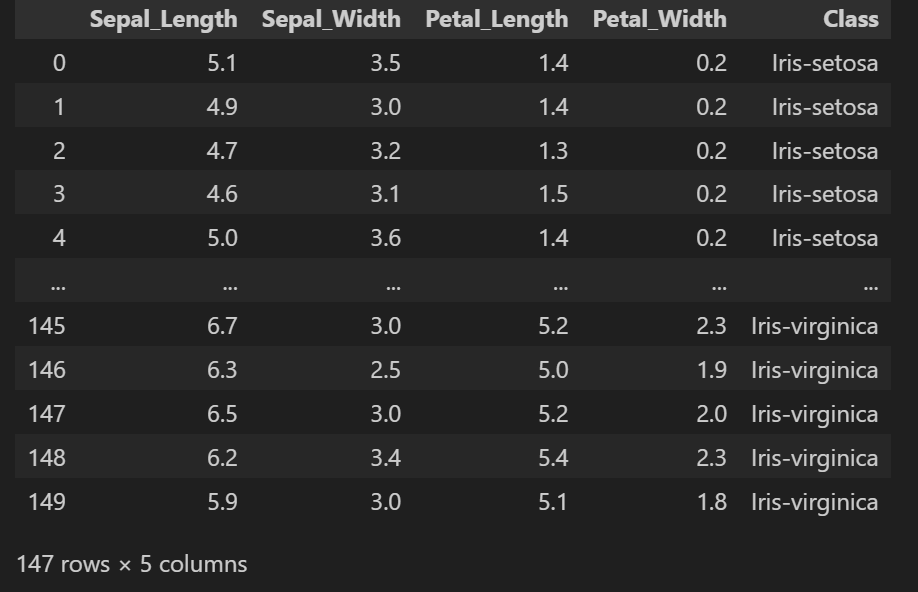 Sepal_Length Sepal_Width Petal_Length Petal_Width Class
0 5.1 3.5 1.4 0.2 Iris-setosa
1 4.9 3.0 1.4 0.2 Iris-setosa
2 4.7 3.2 1.3 0.2 Iris-setosa
3 4.6 3.1 1.5 0.2 Iris-setosa
4 5.0 3.6 1.4 0.2 Iris-setosa
... ... ... ... ... ...
145 6.7 3.0 5.2 2.3 Iris-virginica
146 6.3 2.5 5.0 1.9 Iris-virginica
147 6.5 3.0 5.2 2.0 Iris-virginica
148 6.2 3.4 5.4 2.3 Iris-virginica
149 5.9 3.0 5.1 1.8 Iris-virginica
147 rows × 5 columns